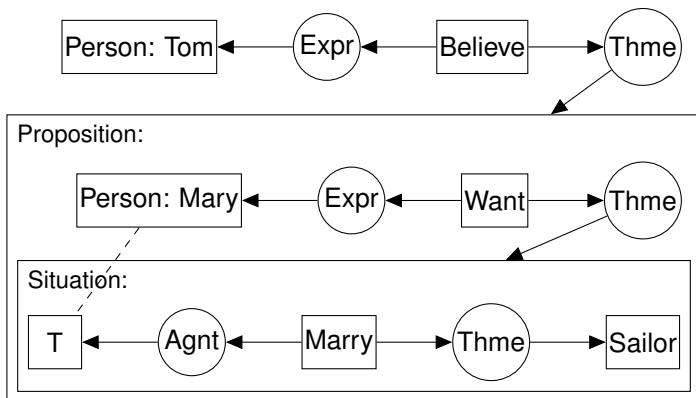 Person: Tom Expr Believe Thme
Proposition:
Person: Mary Expr Want Thme
Situation:
T Agnt Marry Thme Sailor